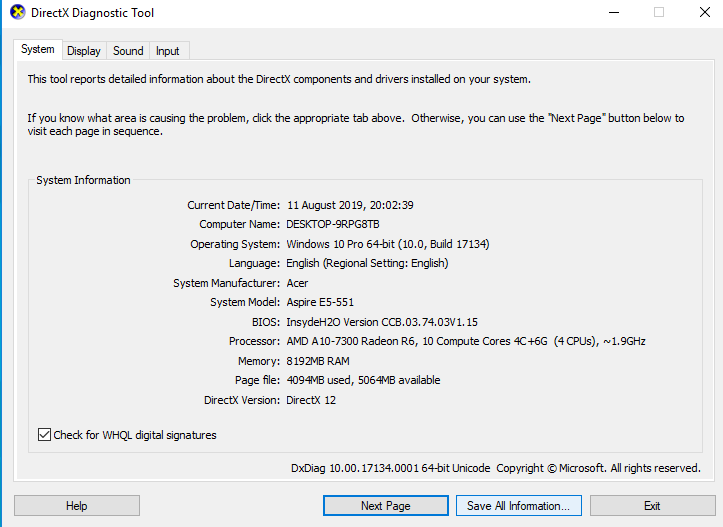 DirectX Diagnostic Tool
System Display Sound Input
This tool reports detailed information about the DirectX components and drivers installed on your system.
If you know what area is causing the problem, click the appropriate tab above.  Otherwise, you can use the "Next Page" button below to
visit each page in sequence.
System Information
Current Date/Time: 11 August 2019, 20:02:39
Computer Name: DESKTOP-9RPG8TB
Operating System: Windows 10 Pro 64-bit (10.0, Build 17134)
Language: English (Regional Setting: English)
System Manufacturer: Acer
System Model: Aspire E5-551
BIOS: InsydeH2O Version CCB.03.74.03V1.15
Processor: AMD A10-7300 Radeon R6, 10 Compute Cores 4C+6G  (4 CPUs), ~1.9GHz
Memory: 8192MB RAM
Page file: 4094MB used, 5064MB available
DirectX Version: DirectX 12
Check for WHQL digital signatures
DxDiag 10.00.17134.0001 64-bit Unicode  Copyright © Microsoft. All rights reserved.
Help Next Page Save All Information... Exit